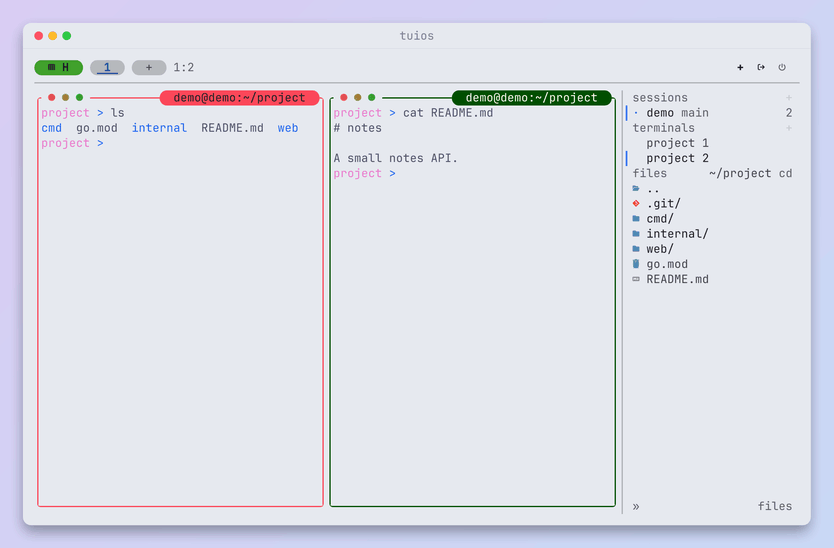 tuios
m H 1 + 1:2 +
demo@demo:~/project
project > ls
cmd go.mod internal README.md web
project >
demo@demo:~/project
project > cat README.md
# notes
A small notes API.
project >
sessions +
· demo main 2
terminals +
project 1
project 2
files ~/project cd
..
.git/
cmd/
internal/
web/
go.mod
README.md
» files